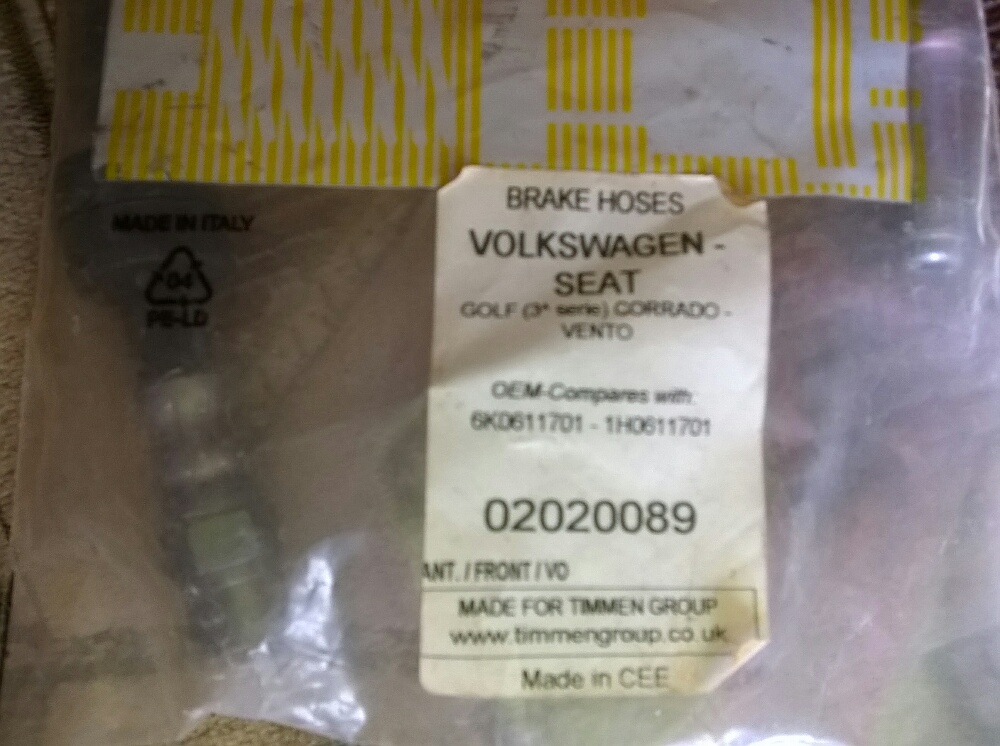 MADE IN ITALY
04
PE-LD
BRAKE HOSES
VOLKSWAGEN -
SEAT
GOLF (3^ serie) CORRADO -
VENTO
OEM-Compares with:
6K0611701 - 1H0611701
02020089
ANT. / FRONT / VO
MADE FOR TIMMEN GROUP
www.timmengroup.co.uk
Made in CEE